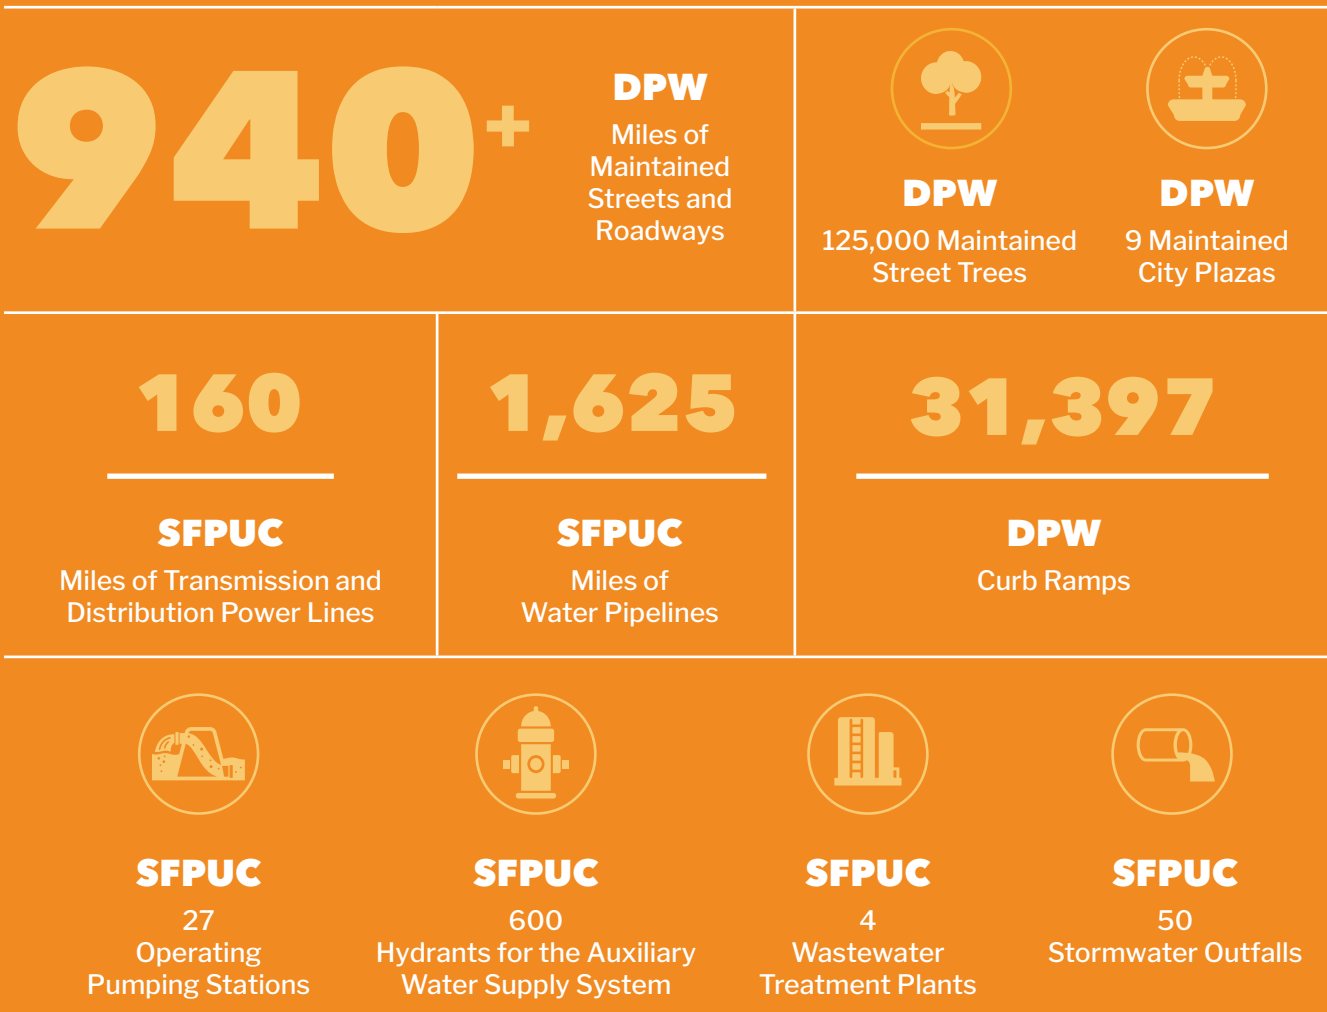 940+
DPW
Miles of
Maintained
Streets and
Roadways
DPW
125,000 Maintained
Street Trees
DPW
9 Maintained
City Plazas
160
SFPUC
Miles of Transmission and
Distribution Power Lines
1,625
SFPUC
Miles of
Water Pipelines
31,397
DPW
Curb Ramps
SFPUC
27
Operating
Pumping Stations
SFPUC
600
Hydrants for the Auxiliary
Water Supply System
SFPUC
4
Wastewater
Treatment Plants
SFPUC
50
Stormwater Outfalls